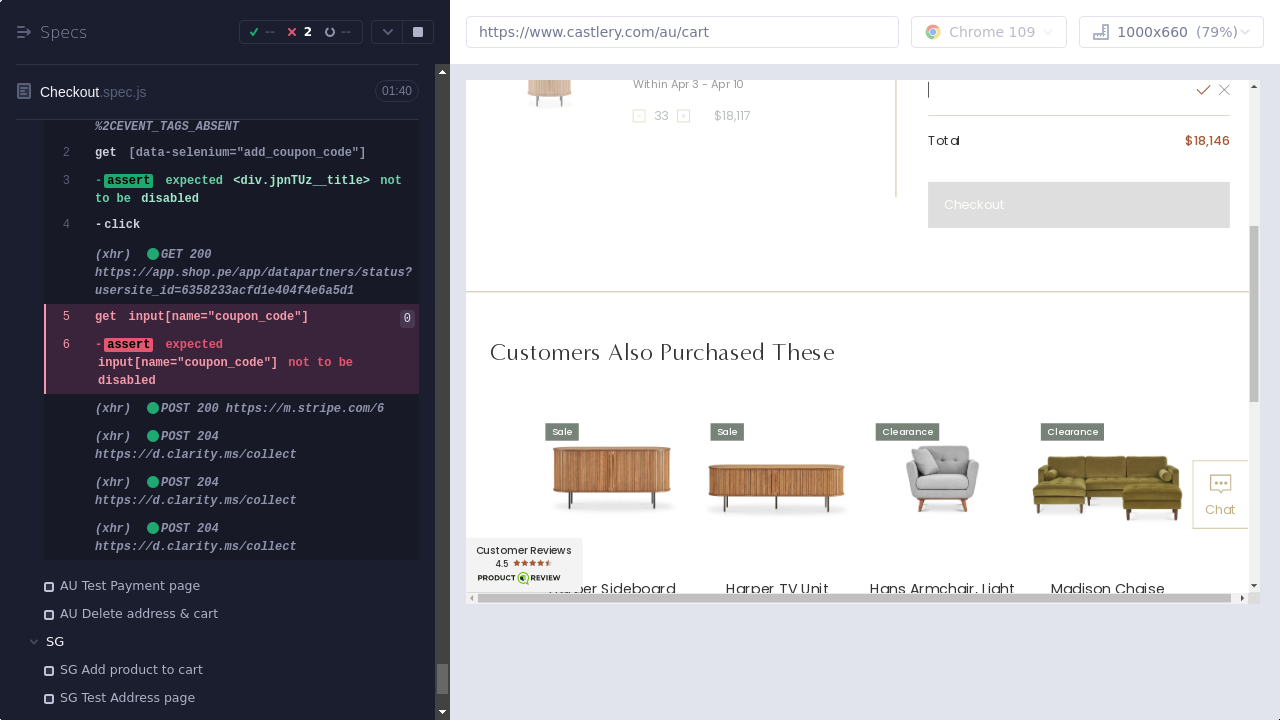 Specs
--
2
--
https://www.castlery.com/au/cart
Chrome 109
1000x660 (79%)
Checkout.spec.js
01:40
%2CEVENT_TAGS_ABSENT
2 get [data-selenium="add_coupon_code"]
3 -assert expected <div.jpnTUz__title> not
to be disabled
4 -click
(xhr) GET 200
https://app.shop.pe/app/datapartners/status?
usersite_id=6358233acfd1e404f4e6a5d1
5 get input[name="coupon_code"] 0
6 -assert expected
input[name="coupon_code"] not to be
disabled
(xhr) POST 200 https://m.stripe.com/6
(xhr) POST 204
https://d.clarity.ms/collect
(xhr) POST 204
https://d.clarity.ms/collect
(xhr) POST 204
https://d.clarity.ms/collect
AU Test Payment page
AU Delete address & cart
SG
SG Add product to cart
SG Test Address page
Within Apr 3 - Apr 10
- 33 + $18,117
Total $18,146
Checkout
Customers Also Purchased These
Sale
Sale
Clearance
Clearance
Chat
Customer Reviews
4.5
PRODUCT REVIEW
Harper Sideboard
Harper TV Unit
Hans Armchair, Light
Madison Chaise